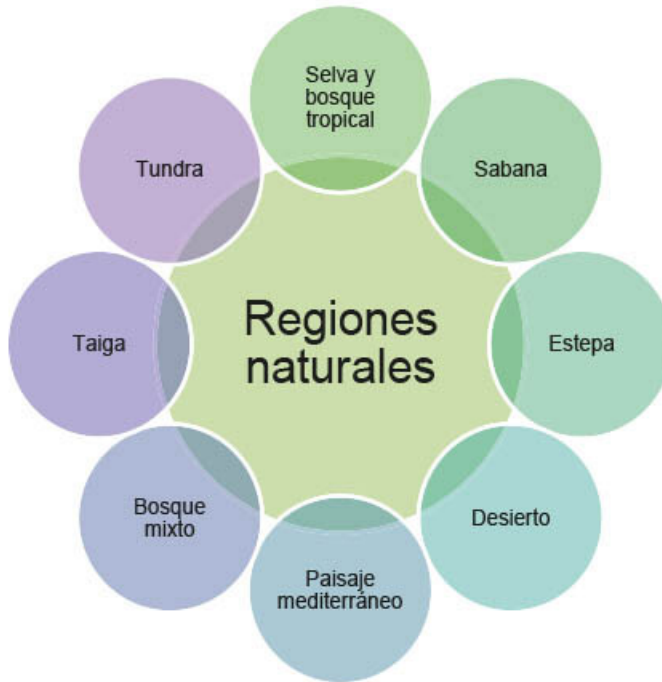 Selva y
bosque
tropical
Tundra
Sabana
Regiones
naturales
Taiga
Estepa
Bosque
mixto
Desierto
Paisaje
mediterráneo